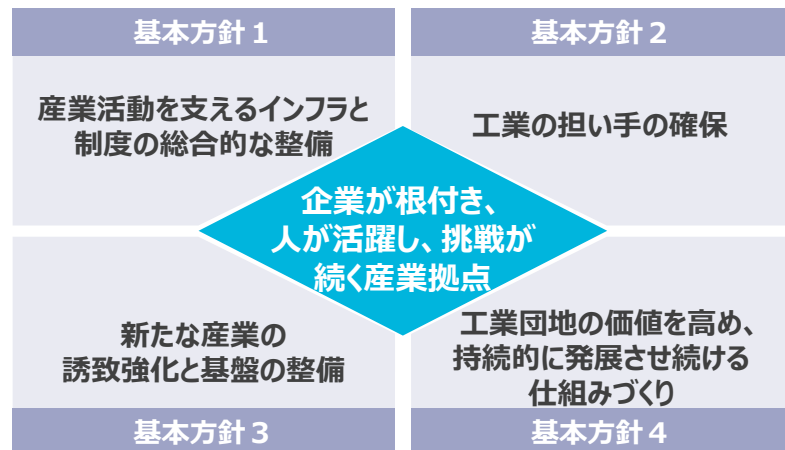 基本方針１
産業活動を支えるインフラと
制度の総合的な整備
基本方針２
工業の担い手の確保
企業が根付き、
人が活躍し、挑戦が
続く産業拠点
新たな産業の
誘致強化と基盤の整備
基本方針３
工業団地の価値を高め、
持続的に発展させ続ける
仕組みづくり
基本方針４